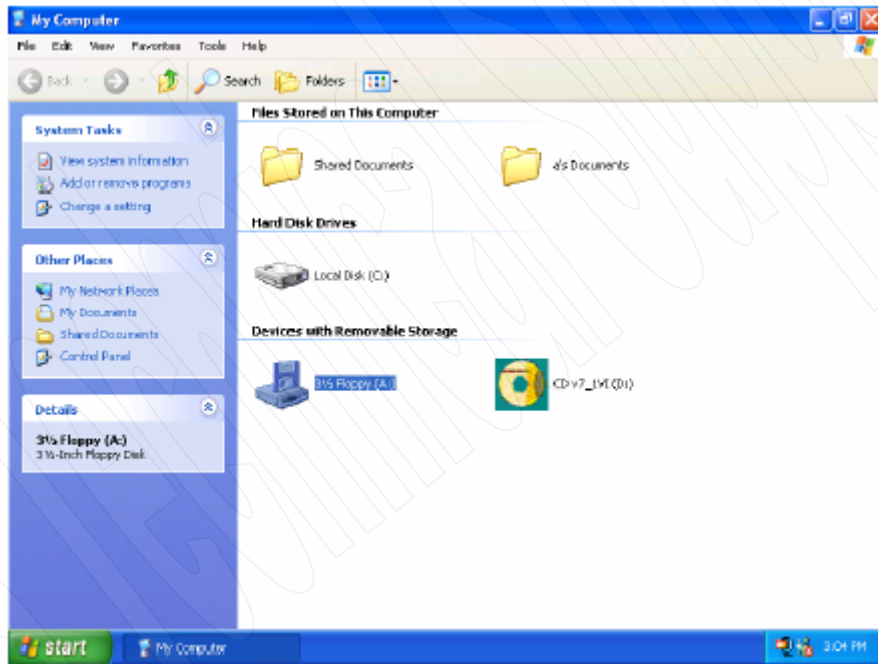 My Computer
File Edit View Favorites Tools Help
Back Search Folders
Files Stored on This Computer
System Tasks
View system information
Add or remove programs
Change a setting
Shared Documents
a's Documents
Hard Disk Drives
Other Places
My Network Places
My Documents
Shared Documents
Control Panel
Local Disk (C:)
Devices with Removable Storage
3½ Floppy (A:)
(D:)
Details
3½ Floppy (A:)
3½-Inch Floppy Disk
start
My Computer
3:04 PM